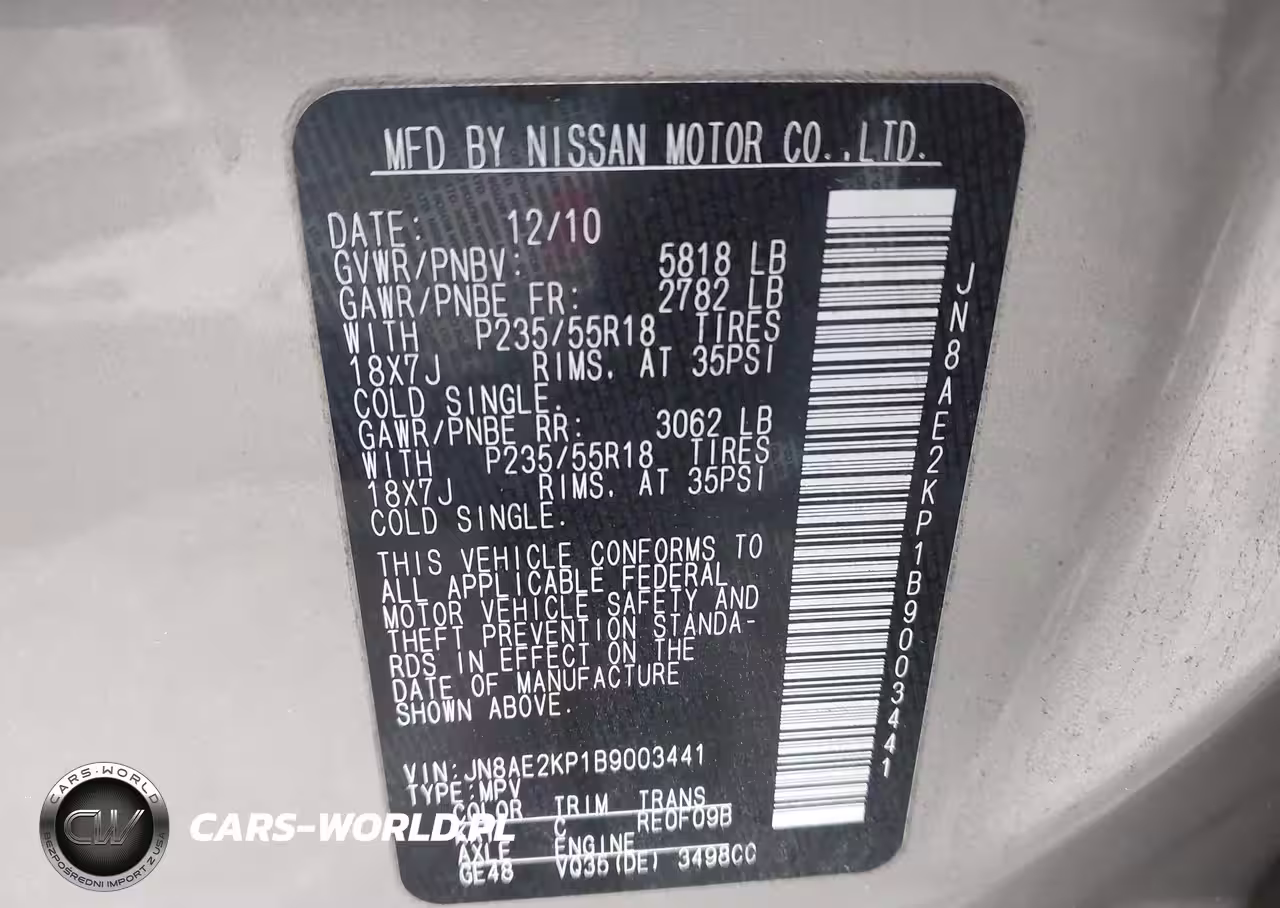 MFD BY NISSAN MOTOR CO.,LTD.
DATE: 12/10
GVWR/PNBV: 5818 LB
GAWR/PNBE FR: 2782 LB
WITH P235/55R18 TIRES
18X7J RIMS. AT 35PSI
COLD SINGLE.
GAWR/PNBE RR: 3062 LB
WITH P235/55R18 TIRES
18X7J RIMS. AT 35PSI
COLD SINGLE.
THIS VEHICLE CONFORMS TO
ALL APPLICABLE FEDERAL
MOTOR VEHICLE SAFETY AND
THEFT PREVENTION STANDA-
RDS IN EFFECT ON THE
DATE OF MANUFACTURE
SHOWN ABOVE.
VIN:JN8AE2KP1B9003441
TYPE:MPV
COLOR TRIM TRANS
C RE0F09B
AXLE ENGINE
GE48 VQ35(DE) 3498CC
JN8AE2KP1B9003441
CARS-WORLD
CW
BEZPOŚREDNI IMPORT Z USA
CARS-WORLD.PL